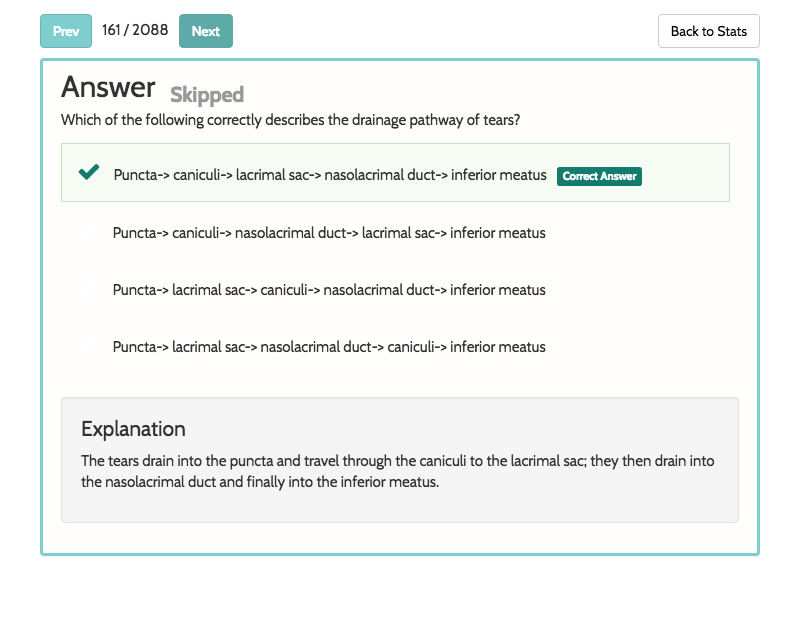 Prev 161 / 2088 Next Back to Stats
Answer Skipped
Which of the following correctly describes the drainage pathway of tears?
Puncta-> caniculi-> lacrimal sac-> nasolacrimal duct-> inferior meatus Correct Answer
Puncta-> caniculi-> nasolacrimal duct-> lacrimal sac-> inferior meatus
Puncta-> lacrimal sac-> caniculi-> nasolacrimal duct-> inferior meatus
Puncta-> lacrimal sac-> nasolacrimal duct-> caniculi-> inferior meatus
Explanation
The tears drain into the puncta and travel through the caniculi to the lacrimal sac; they then drain into
the nasolacrimal duct and finally into the inferior meatus.